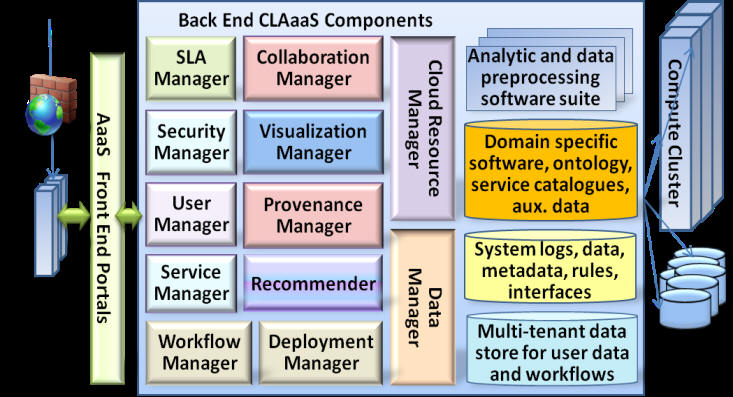 Back End CLAaaS Components
AaaS Front End Portals
SLA
Manager
Collaboration
Manager
Security
Manager
Visualization
Manager
User
Manager
Provenance
Manager
Service
Manager
Recommender
Workflow
Manager
Deployment
Manager
Cloud Resource
Manager
Data
Manager
Analytic and data
preprocessing
software suite
Domain specific
software, ontology,
service catalogues,
aux. data
System logs, data,
metadata, rules,
interfaces
Multi-tenant data
store for user data
and workflows
Compute Cluster